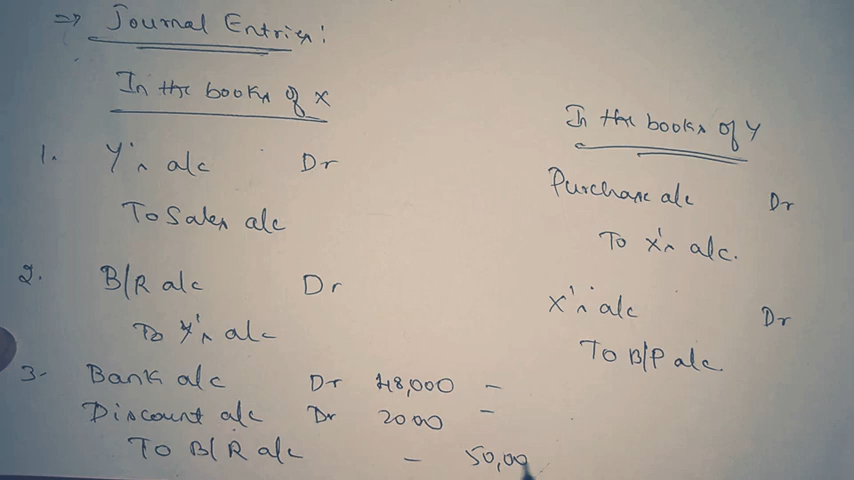 ⇒ Journal Entries:
In the books of X
1. Y's a/c Dr
To Sales a/c
2. B/R a/c Dr
To Y's a/c
3- Bank a/c Dr 48,000 -
Discount a/c Dr 2000 -
To B/R a/c - 50,00
In the books of Y
Purchase a/c Dr
To X's a/c.
X's a/c Dr
To B/P a/c